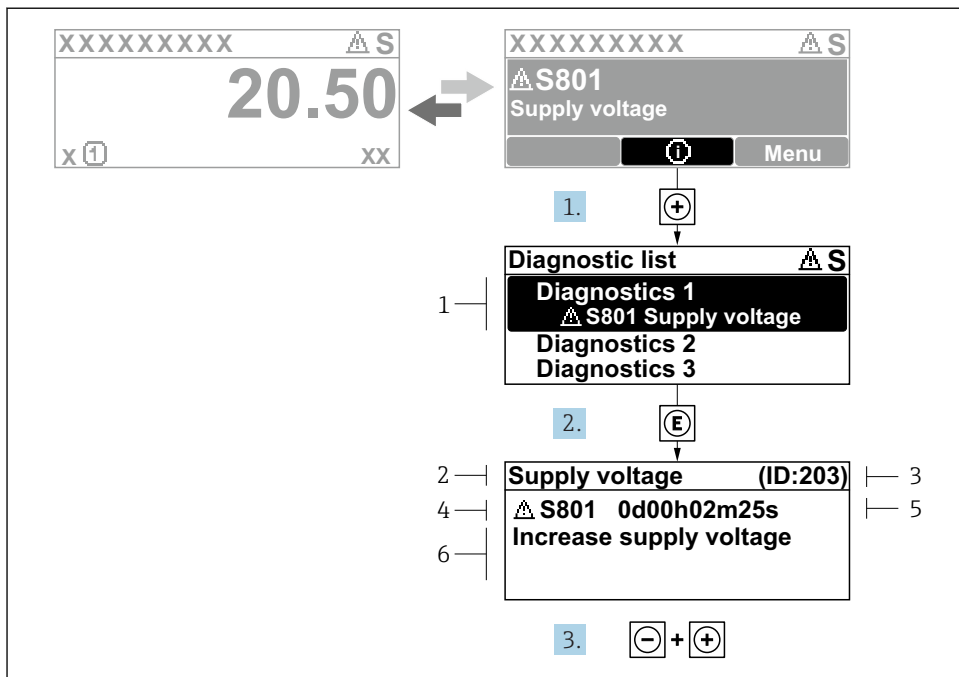 XXXXXXXXX ⚠ S
20.50
x 1 XX
XXXXXXXXX ⚠ S
⚠ S801
Supply voltage
i Menu
1. +
Diagnostic list ⚠ S
1 Diagnostics 1
⚠ S801 Supply voltage
Diagnostics 2
Diagnostics 3
2. E
2 Supply voltage (ID:203) 3
4 ⚠ S801 0d00h02m25s 5
6 Increase supply voltage
3. - + +